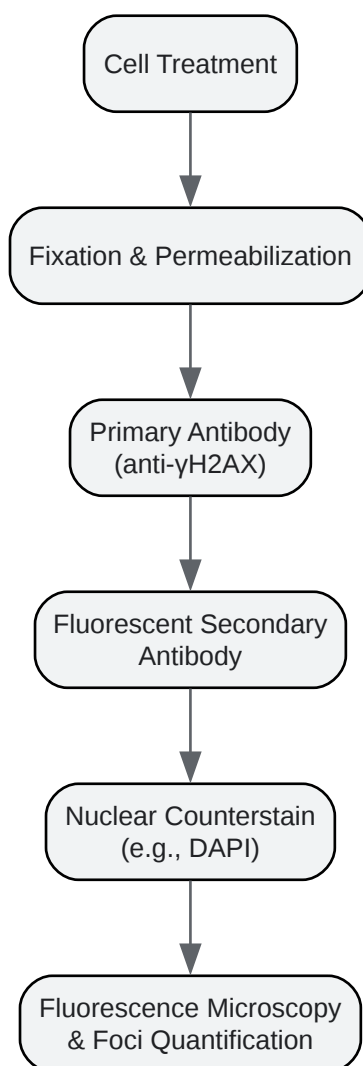 Cell Treatment
Fixation & Permeabilization
Primary Antibody
(anti-γH2AX)
Fluorescent Secondary
Antibody
Nuclear Counterstain
(e.g., DAPI)
Fluorescence Microscopy
& Foci Quantification